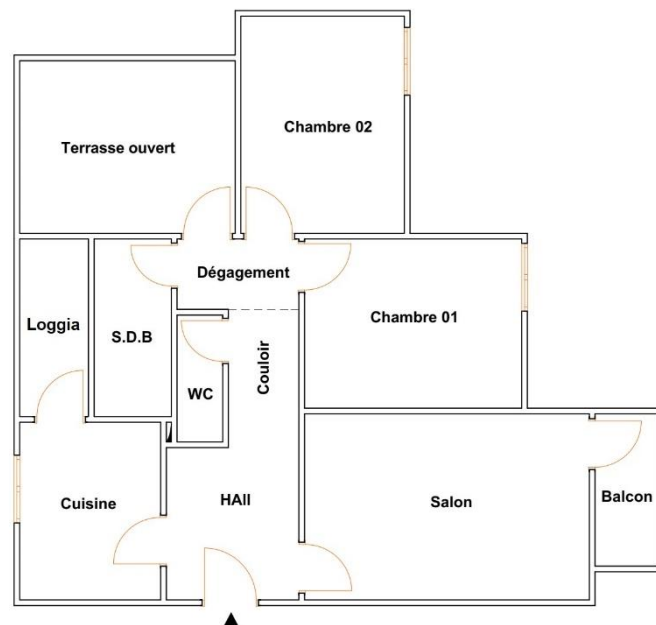 Chambre 02
Terrasse ouvert
Dégagement
Chambre 01
Loggia
S.D.B
Couloir
WC
Cuisine
HAll
Salon
Balcon